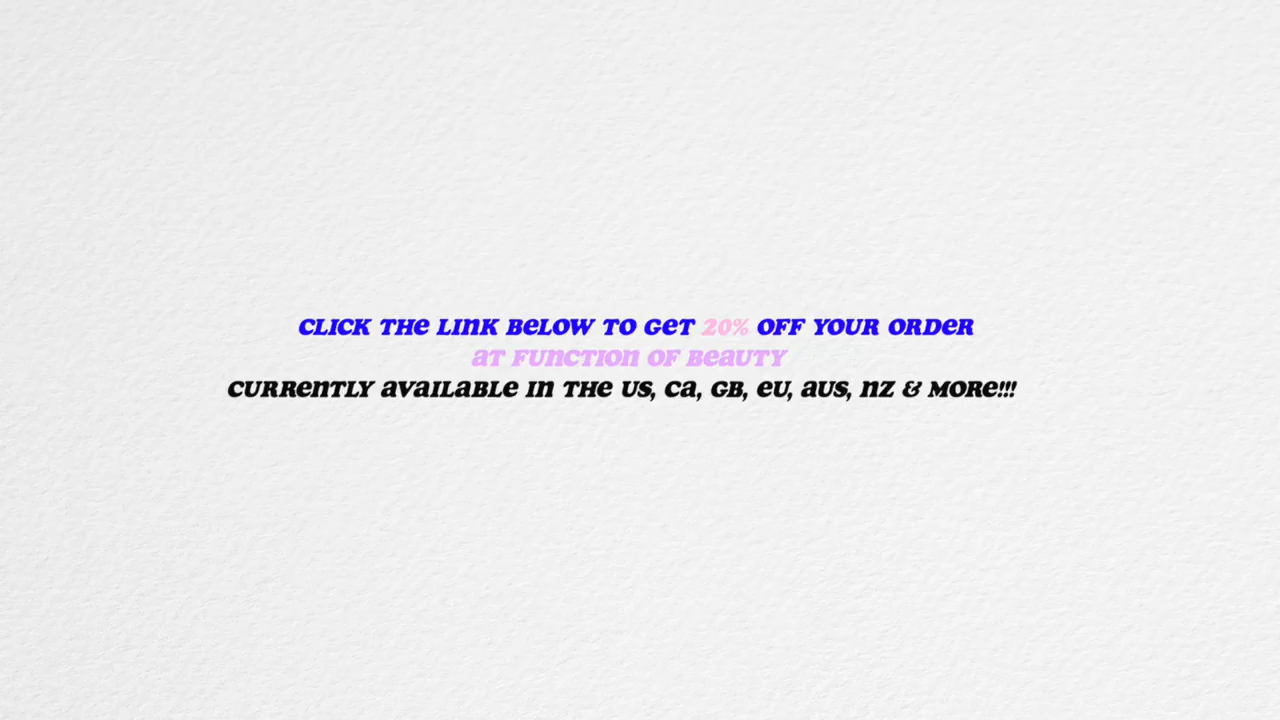 CLICK THE LINK BELOW TO GET 20% OFF YOUR ORDER
AT FUNCTION OF BEAUTY
CURRENTLY AVAILABLE IN THE US, CA, GB, EU, AUS, NZ & MORE!!!